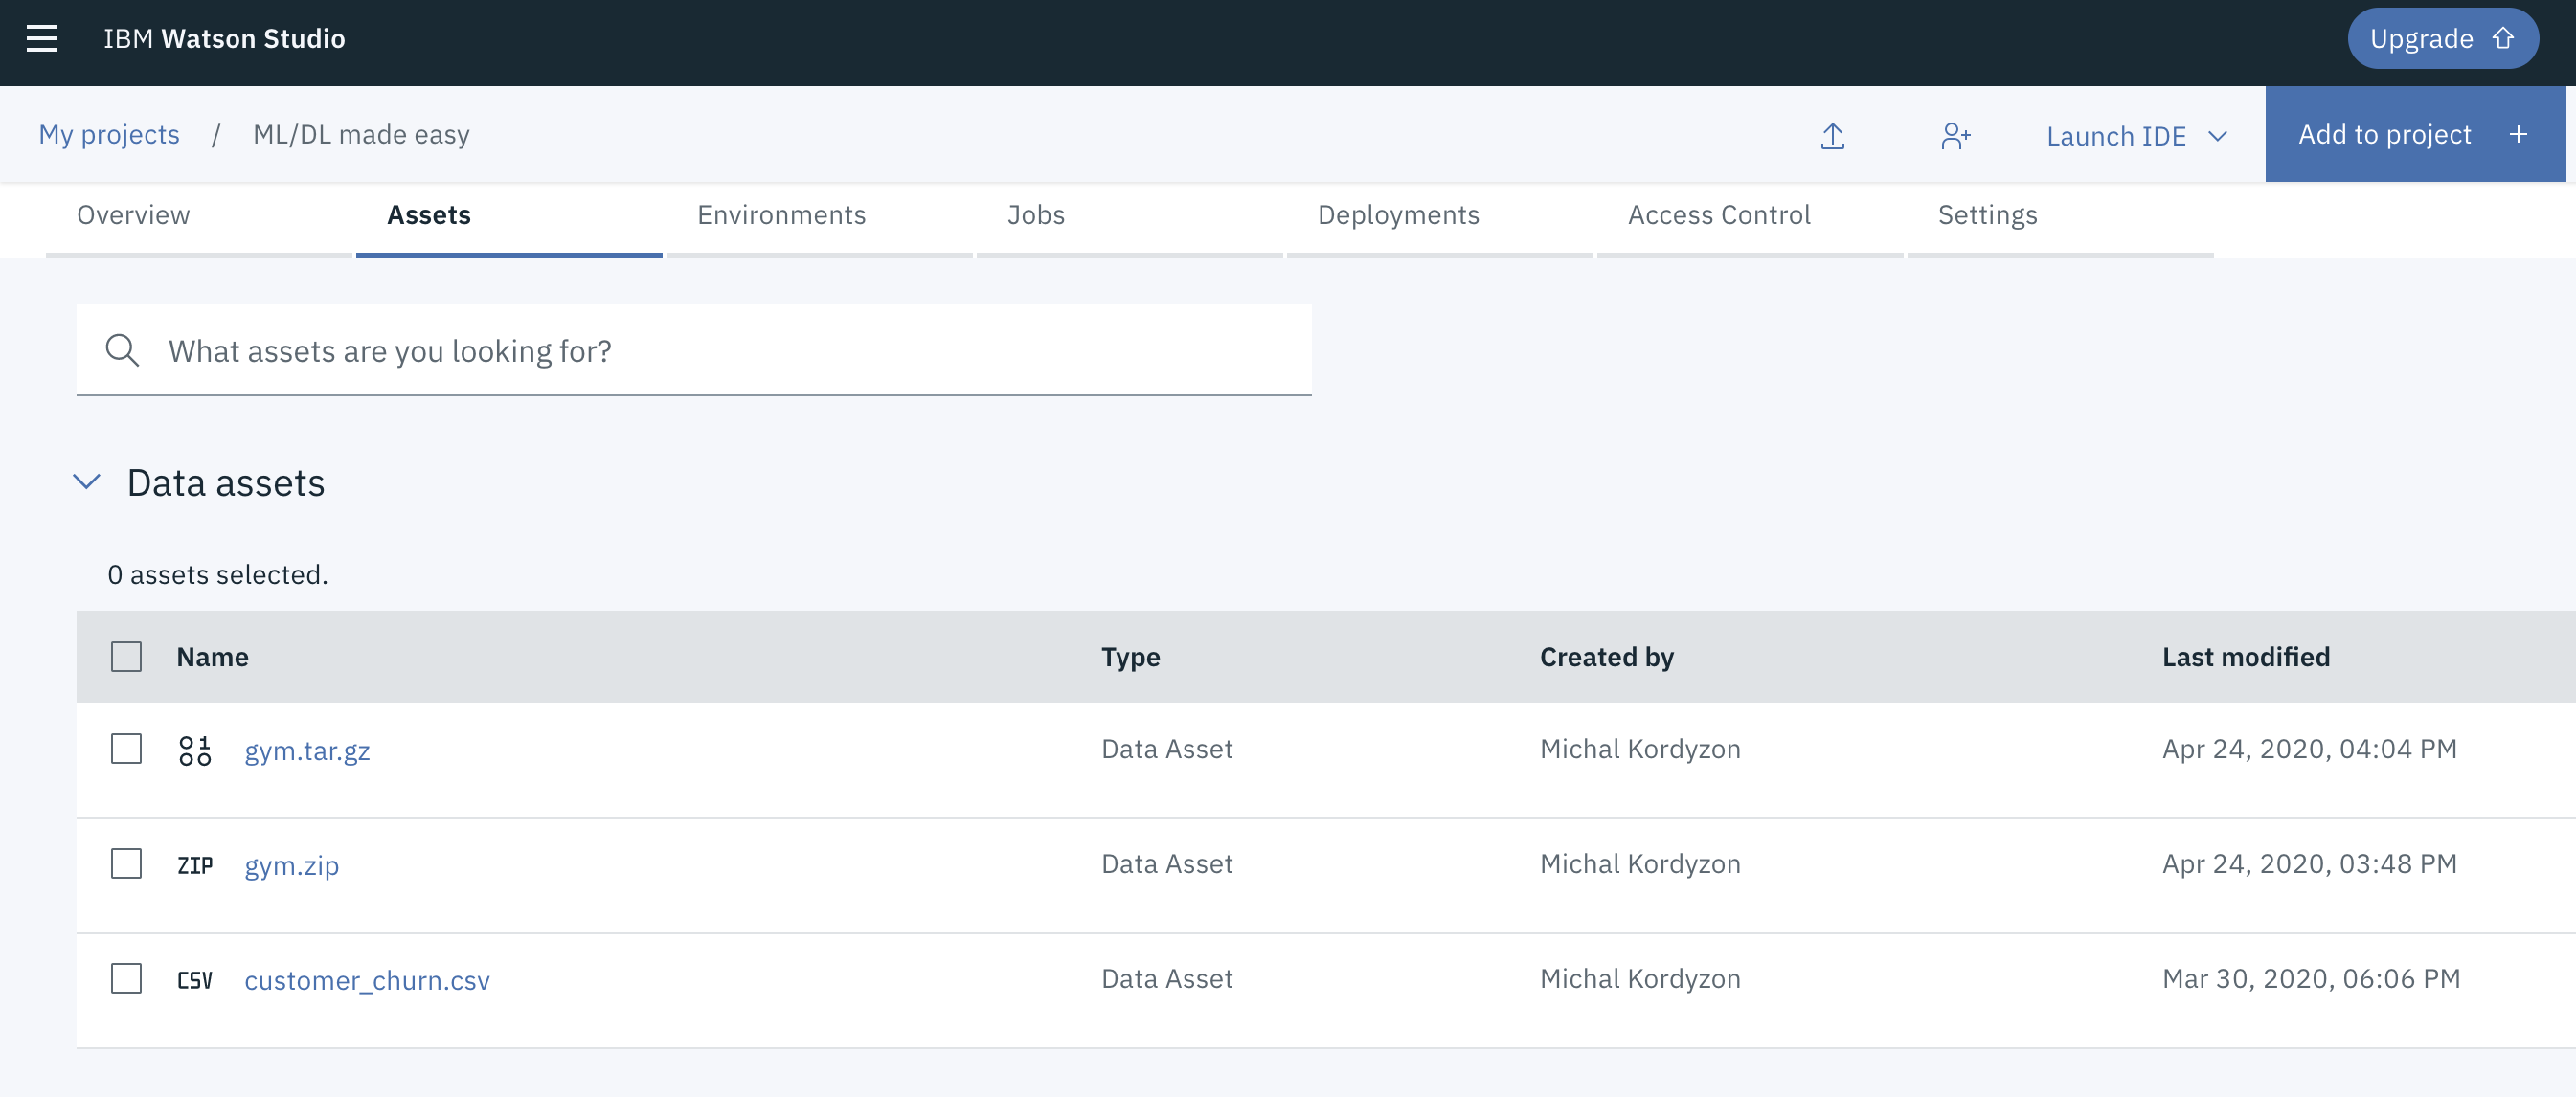 IBM Watson Studio
Upgrade
My projects / ML/DL made easy
Launch IDE
Add to project +
Overview Assets Environments Jobs Deployments Access Control Settings
What assets are you looking for?
Data assets
0 assets selected.
Name Type Created by Last modified
gym.tar.gz Data Asset Michal Kordyzon Apr 24, 2020, 04:04 PM
ZIP gym.zip Data Asset Michal Kordyzon Apr 24, 2020, 03:48 PM
CSV customer_churn.csv Data Asset Michal Kordyzon Mar 30, 2020, 06:06 PM